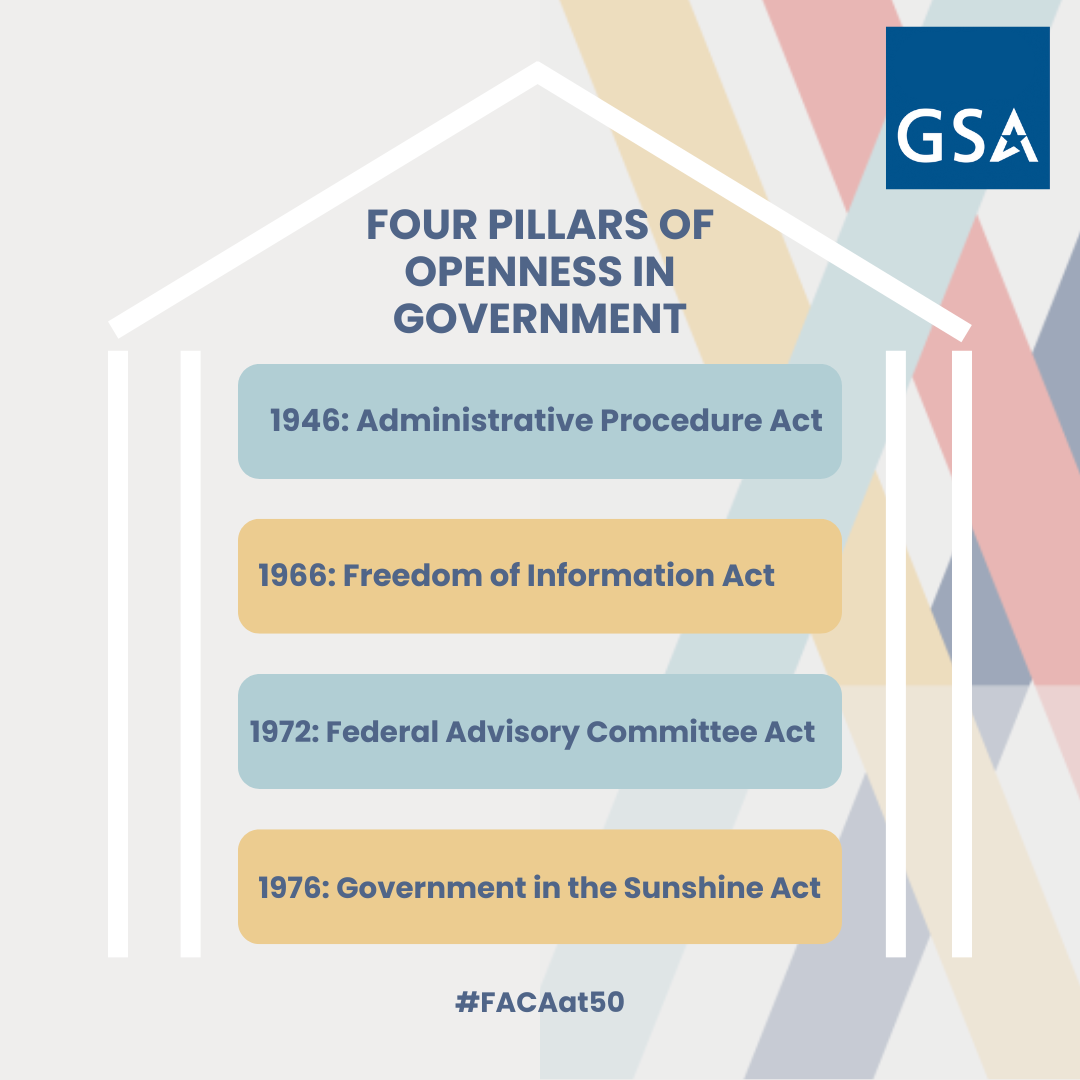 GSA
FOUR PILLARS OF
OPENNESS IN
GOVERNMENT
1946: Administrative Procedure Act
1966: Freedom of Information Act
1972: Federal Advisory Committee Act
1976: Government in the Sunshine Act
#FACAat50